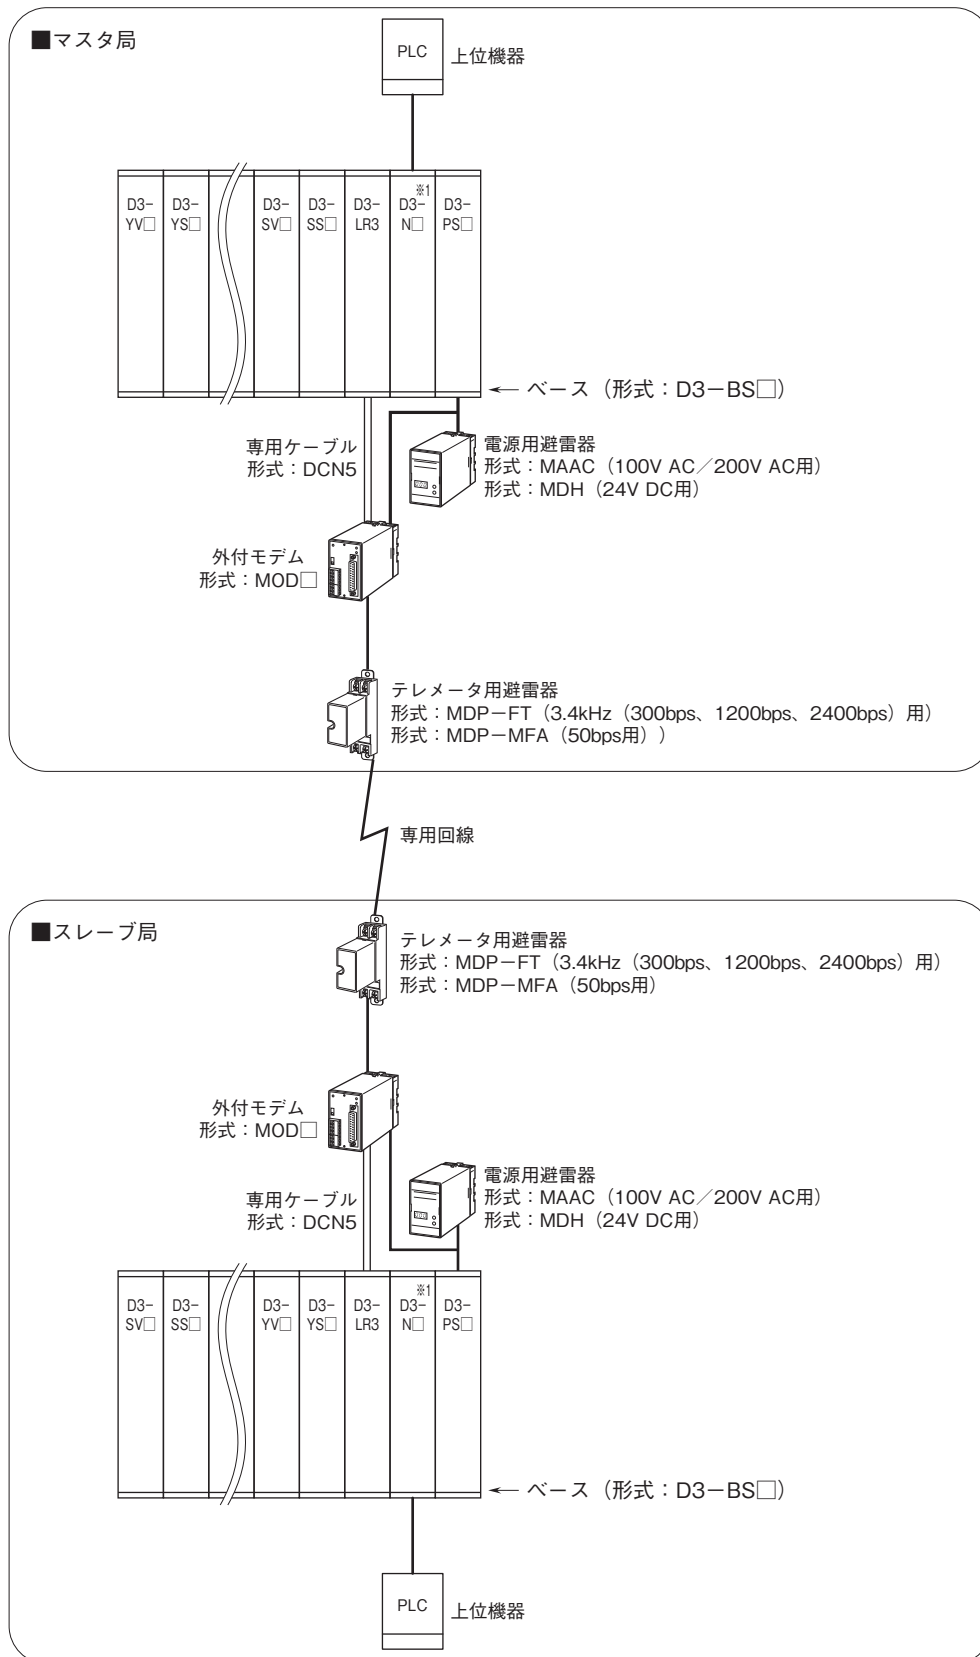 ■マスタ局
PLC
上位機器
D3-
YV□
D3-
YS□
D3-
SV□
D3-
SS□
D3-
LR3
※1
D3-
N□
D3-
PS□
← ベース（形式：D3－BS□）
専用ケーブル
形式：DCN5
電源用避雷器
形式：MAAC（100V AC／200V AC用）
形式：MDH（24V DC用）
外付モデム
形式：MOD□
テレメータ用避雷器
形式：MDP－FT（3.4kHz（300bps、1200bps、2400bps）用）
形式：MDP－MFA（50bps用））
専用回線
■スレーブ局
テレメータ用避雷器
形式：MDP－FT（3.4kHz（300bps、1200bps、2400bps）用）
形式：MDP－MFA（50bps用）
外付モデム
形式：MOD□
電源用避雷器
形式：MAAC（100V AC／200V AC用）
形式：MDH（24V DC用）
専用ケーブル
形式：DCN5
D3-
SV□
D3-
SS□
D3-
YV□
D3-
YS□
D3-
LR3
※1
D3-
N□
D3-
PS□
← ベース（形式：D3－BS□）
PLC
上位機器